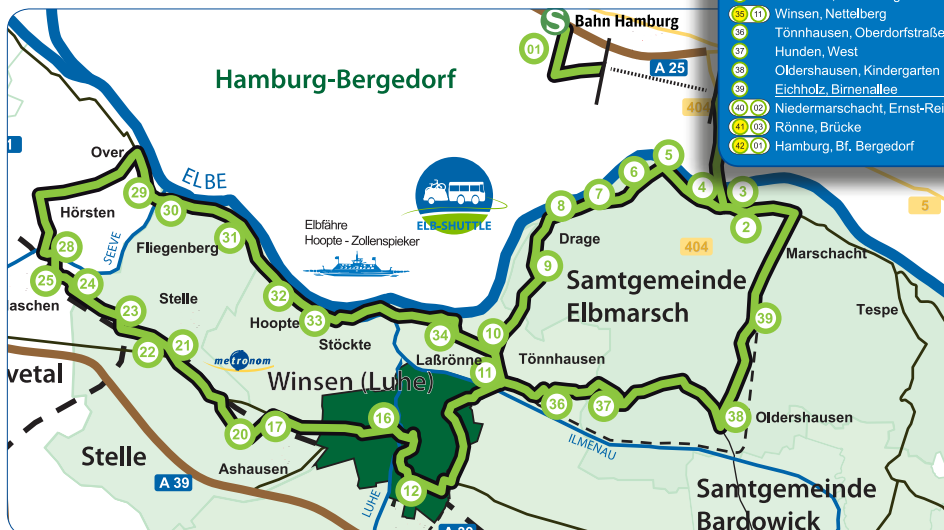 S Bahn Hamburg
01
A 25
404
Hamburg-Bergedorf
35 11 Winsen, Nettelberg
36 Tönnhausen, Oberdorfstraße
37 Hunden, West
38 Oldershausen, Kindergarten
39 Eichholz, Birnenallee
40 02 Niedermarschacht, Ernst-Rei
41 03 Rönne, Brücke
42 01 Hamburg, Bf. Bergedorf
1
Over
ELBE
5
6
7
8
4
3
2
5
29
30
31
Hörsten
SEEVE
Fliegenberg
28
25
24
23
22
21
laschen
Stelle
Elbfähre
Hoopte - Zollenspieker
ELB-SHUTTLE
Drage
9
404
Samtgemeinde
Elbmarsch
Marschacht
Tespe
39
32
33
Hoopte
Stöckte
34
10
Laßrönne
11
Tönnhausen
metronom
vetal
Winsen (Luhe)
16
17
20
12
36
37
38
Oldershausen
ILMENAU
LUHE
Ashausen
Stelle
A 39
Samtgemeinde
Bardowick